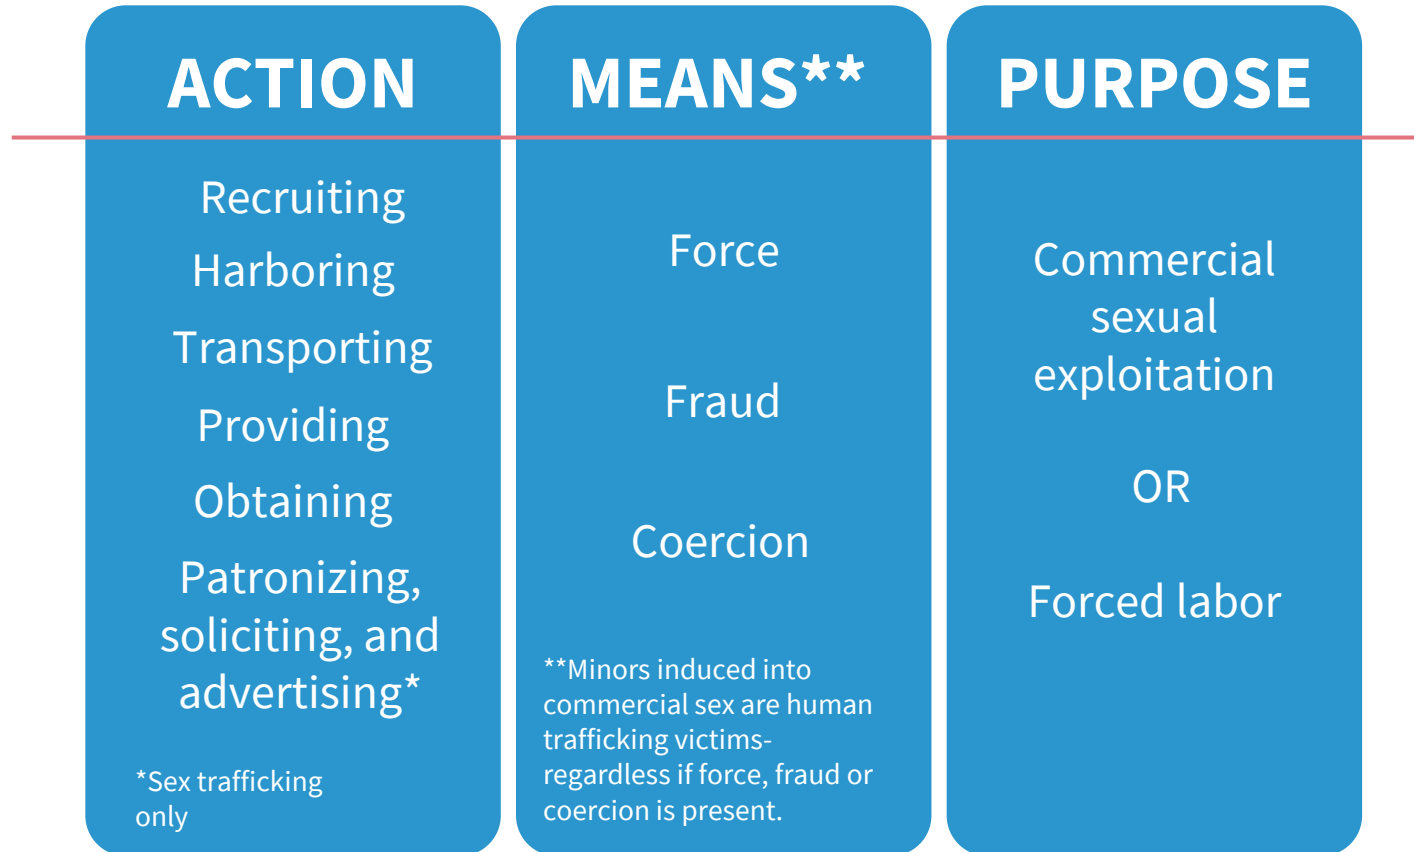 ACTION
Recruiting
Harboring
Transporting
Providing
Obtaining
Patronizing,
soliciting, and
advertising*
*Sex trafficking
only
MEANS**
Force
Fraud
Coercion
**Minors induced into
commercial sex are human
trafficking victims-
regardless if force, fraud or
coercion is present.
PURPOSE
Commercial
sexual
exploitation
OR
Forced labor